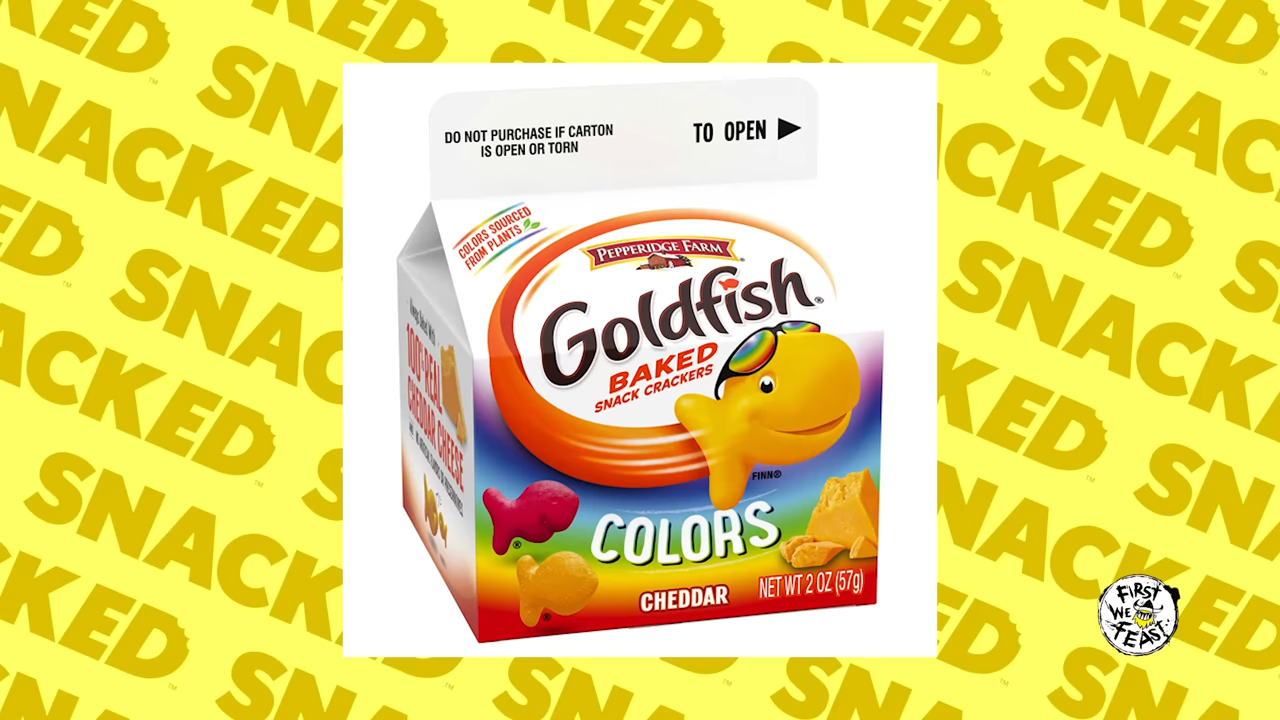 SNACKED™
DO NOT PURCHASE IF CARTON
IS OPEN OR TORN
TO OPEN
COLORS SOURCED
FROM PLANTS
PEPPERIDGE FARM
Goldfish®
BAKED
SNACK CRACKERS
FINN®
COLORS
CHEDDAR
NET WT 2 OZ (57g)
100% REAL
CHEDDAR CHEESE
FIRST
WE
FEAST